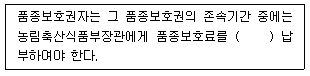 품종보호권자는 그 품종보호권의 존속기간 중에는
농림축산식품부장관에게 품종보호료를 (    ) 납
부하여야 한다.